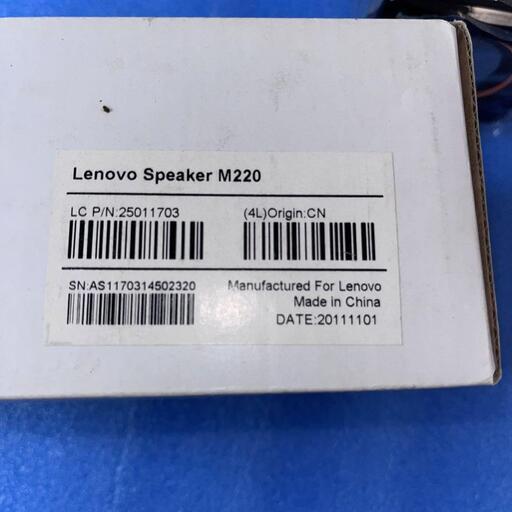 Lenovo Speaker M220
LC P/N:25011703
(4L)Origin:CN
SN:AS1170314502320
Manufactured For Lenovo
Made in China
DATE:20111101